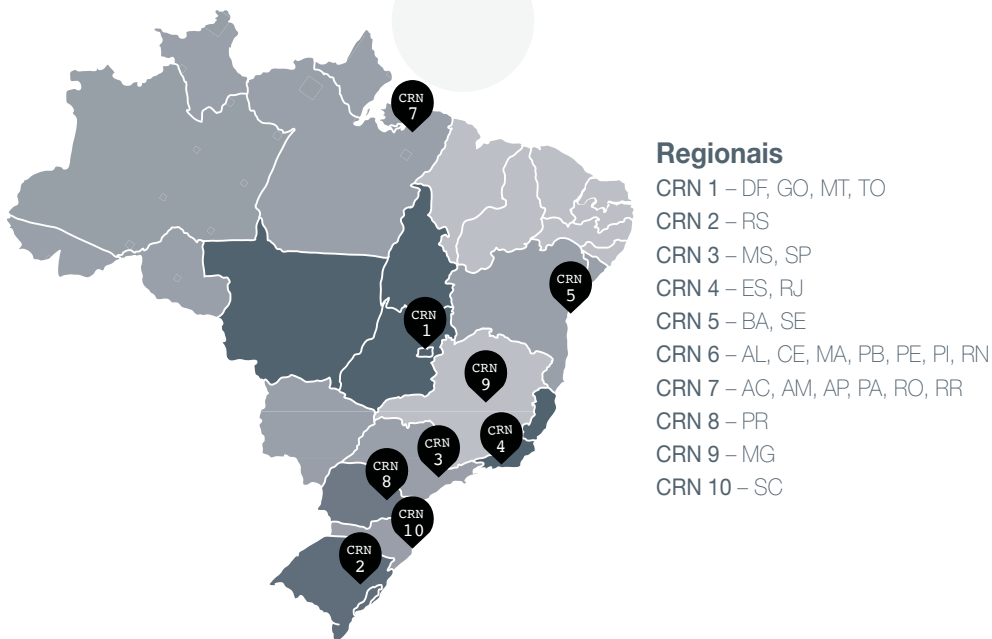 CRN
7
CRN
5
CRN
1
CRN
9
CRN
4
CRN
3
CRN
8
CRN
10
CRN
2
Regionais
CRN 1 – DF, GO, MT, TO
CRN 2 – RS
CRN 3 – MS, SP
CRN 4 – ES, RJ
CRN 5 – BA, SE
CRN 6 – AL, CE, MA, PB, PE, PI, RN
CRN 7 – AC, AM, AP, PA, RO, RR
CRN 8 – PR
CRN 9 – MG
CRN 10 – SC